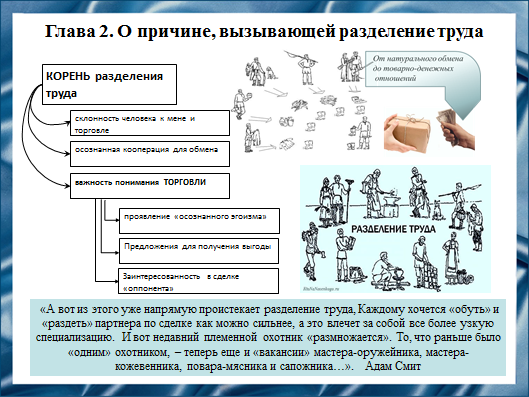 Глава 2. О причине, вызывающей разделение труда
КОРЕНЬ разделения
труда
склонность человека к мене и
торговле
осознанная кооперация для обмена
важность понимания ТОРГОВЛИ
проявление «осознанного эгоизма»
Предложения для получения выгоды
Заинтересованность в сделке
«оппонента»
От натурального обмена
до товарно-денежных
отношений
РАЗДЕЛЕНИЕ ТРУДА
«А вот из этого уже напрямую проистекает разделение труда, Каждому хочется «обуть» и
«раздеть» партнера по сделке как можно сильнее, а это влечет за собой все более узкую
специализацию. И вот недавний племенной охотник «размножается». То, что раньше было
«одним» охотником, – теперь еще и «вакансии» мастера-оружейника, мастера-
кожевенника, повара-мясника и сапожника…». Адам Смит